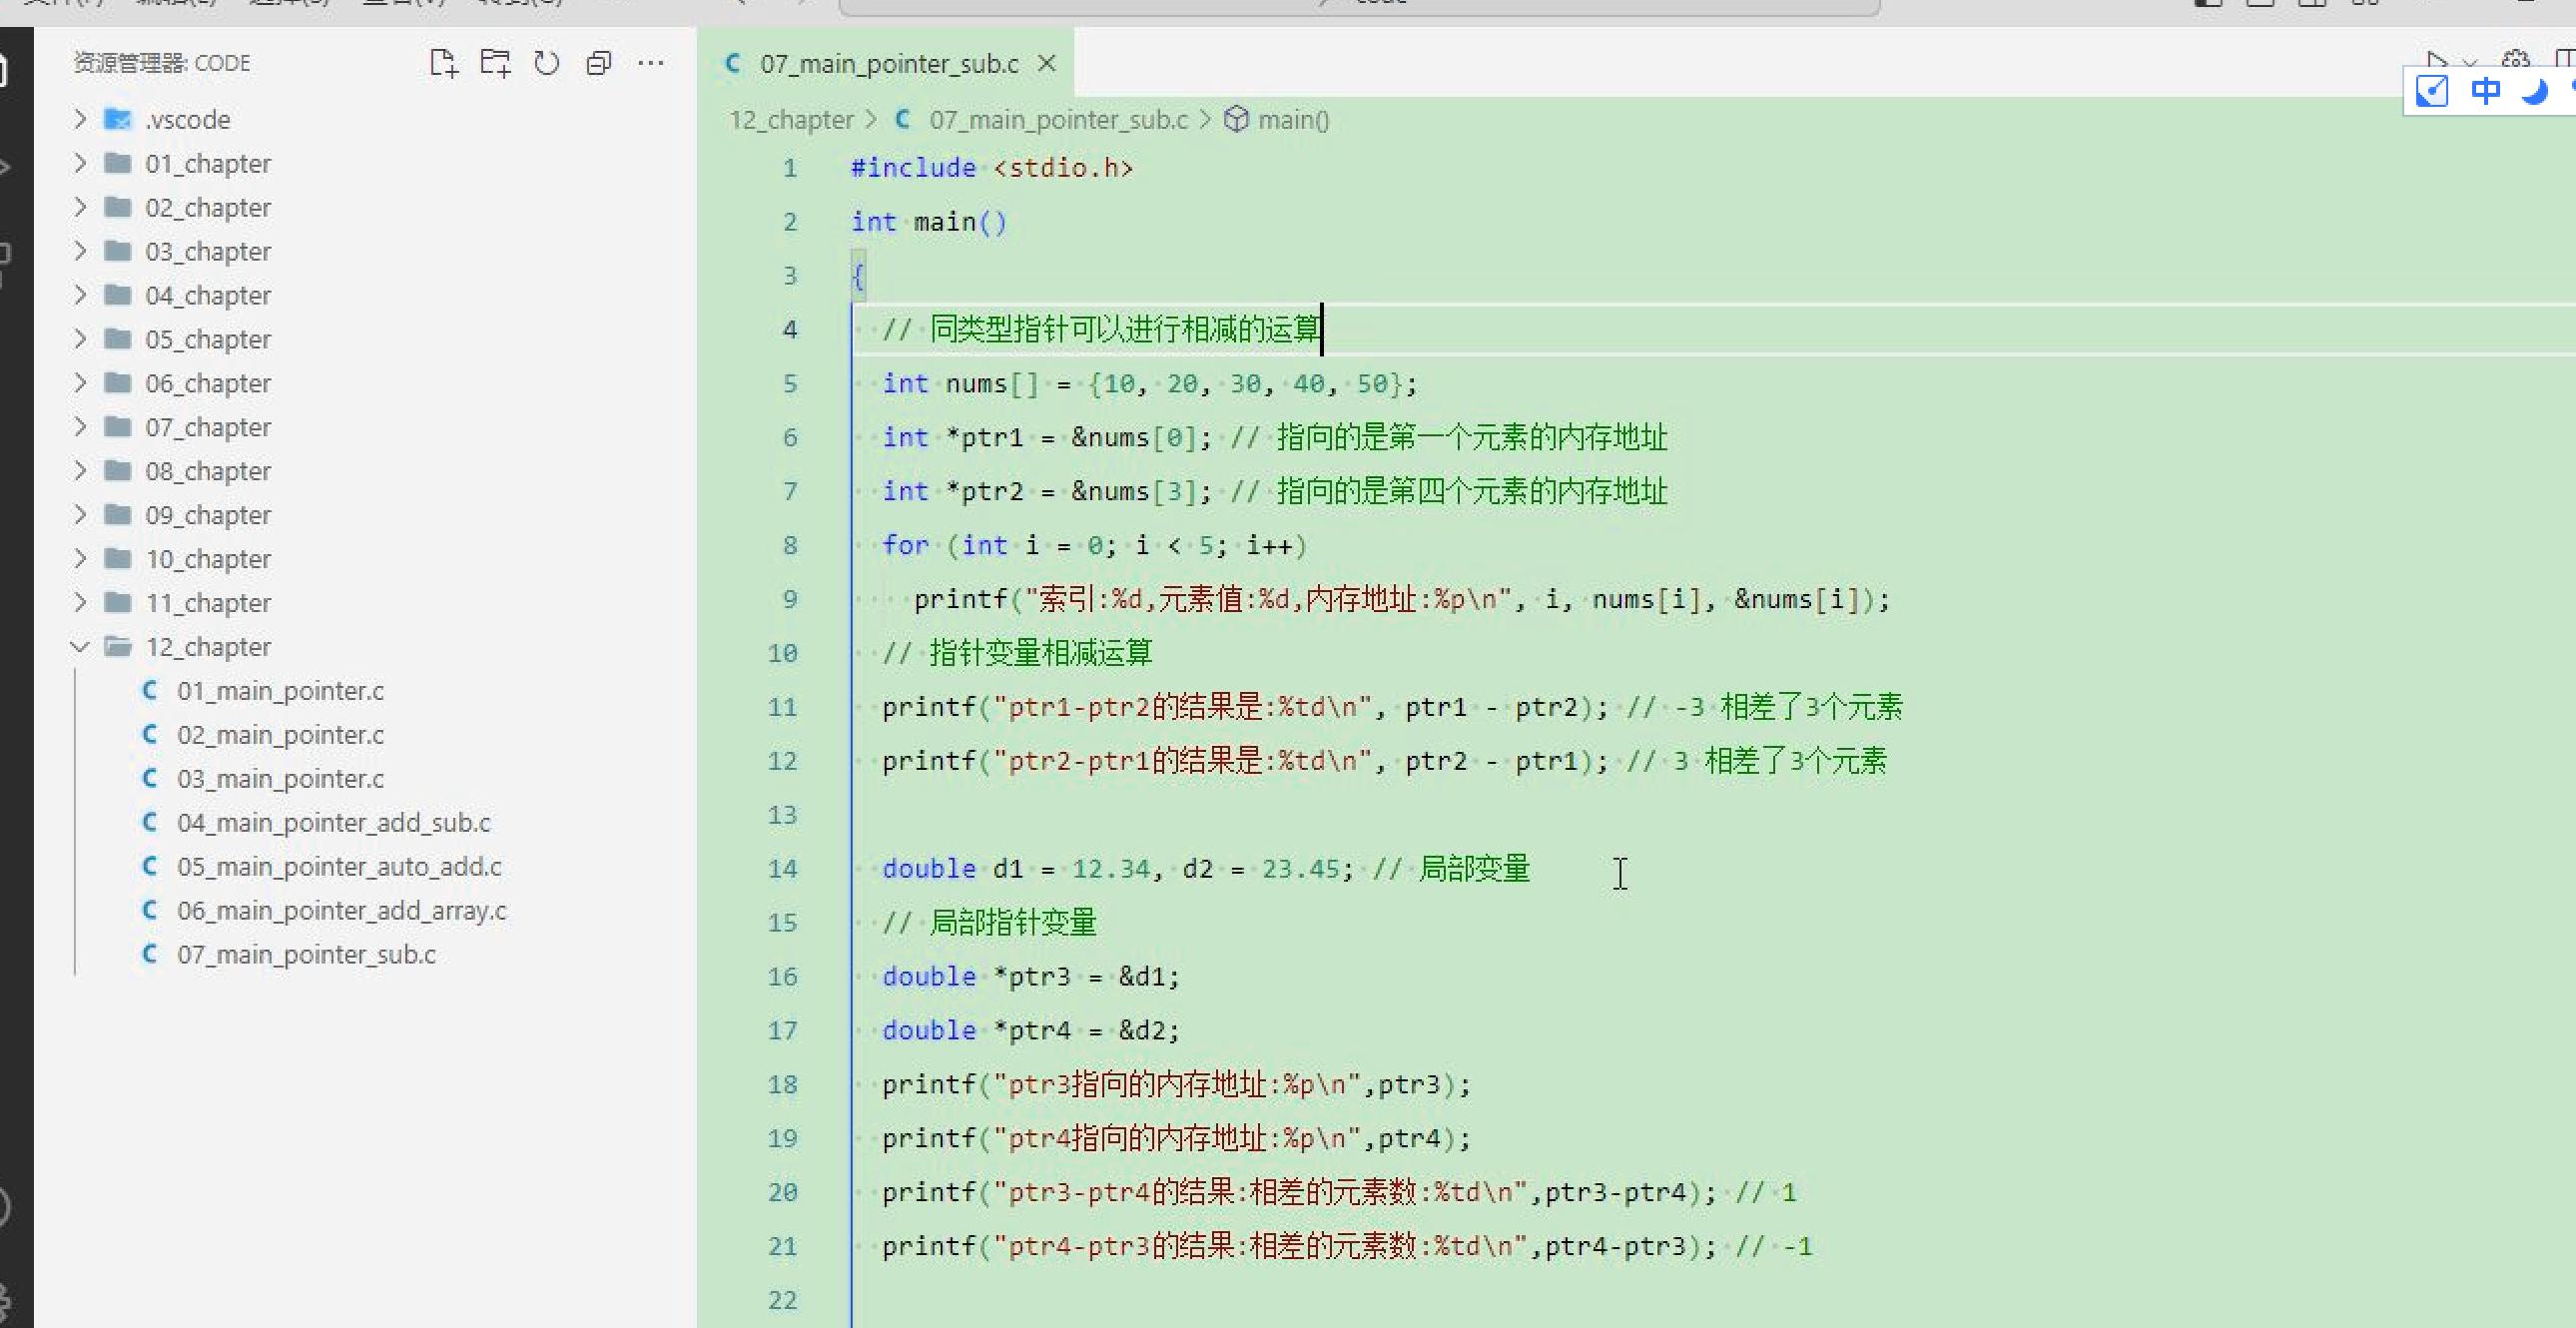 code
资源管理器: CODE
.vscode
01_chapter
02_chapter
03_chapter
04_chapter
05_chapter
06_chapter
07_chapter
08_chapter
09_chapter
10_chapter
11_chapter
12_chapter
01_main_pointer.c
02_main_pointer.c
03_main_pointer.c
04_main_pointer_add_sub.c
05_main_pointer_auto_add.c
06_main_pointer_add_array.c
07_main_pointer_sub.c
C 07_main_pointer_sub.c
中
12_chapter > C 07_main_pointer_sub.c > main()
1 #include <stdio.h>
2 int main()
3 {
4 // 同类型指针可以进行相减的运算
5 int nums[] = {10, 20, 30, 40, 50};
6 int *ptr1 = &nums[0]; // 指向的是第一个元素的内存地址
7 int *ptr2 = &nums[3]; // 指向的是第四个元素的内存地址
8 for (int i = 0; i < 5; i++)
9 printf("索引:%d,元素值:%d,内存地址:%p\n", i, nums[i], &nums[i]);
10 // 指针变量相减运算
11 printf("ptr1-ptr2的结果是:%td\n", ptr1 - ptr2); // -3 相差了3个元素
12 printf("ptr2-ptr1的结果是:%td\n", ptr2 - ptr1); // 3 相差了3个元素
13
14 double d1 = 12.34, d2 = 23.45; // 局部变量
15 // 局部指针变量
16 double *ptr3 = &d1;
17 double *ptr4 = &d2;
18 printf("ptr3指向的内存地址:%p\n",ptr3);
19 printf("ptr4指向的内存地址:%p\n",ptr4);
20 printf("ptr3-ptr4的结果:相差的元素数:%td\n",ptr3-ptr4); // 1
21 printf("ptr4-ptr3的结果:相差的元素数:%td\n",ptr4-ptr3); // -1
22